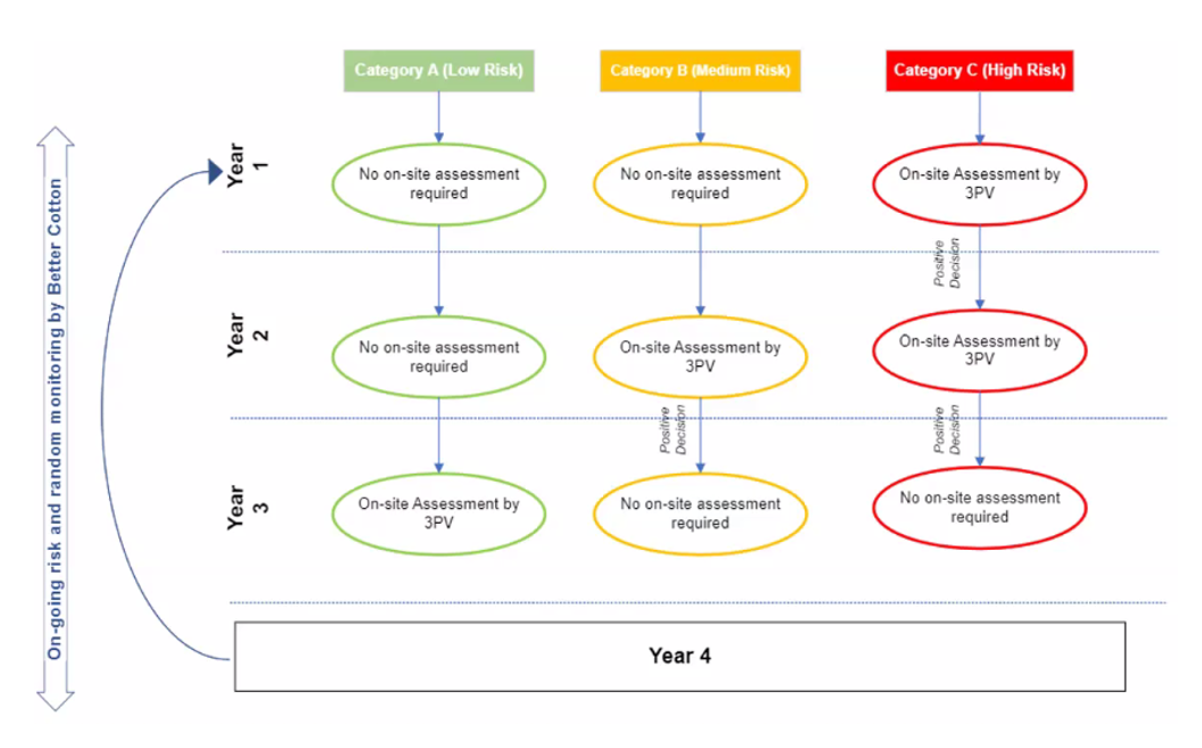 Category A (Low Risk)
Category B (Medium Risk)
Category C (High Risk)
On-going risk and random monitoring by Better Cotton
Year
1
No on-site assessment
required
No on-site assessment
required
On-site Assessment by
3PV
Positive
Decision
Year
2
No on-site assessment
required
On-site Assessment by
3PV
On-site Assessment by
3PV
Positive
Decision
Positive
Decision
Year
3
On-site Assessment by
3PV
No on-site assessment
required
No on-site assessment
required
Year 4